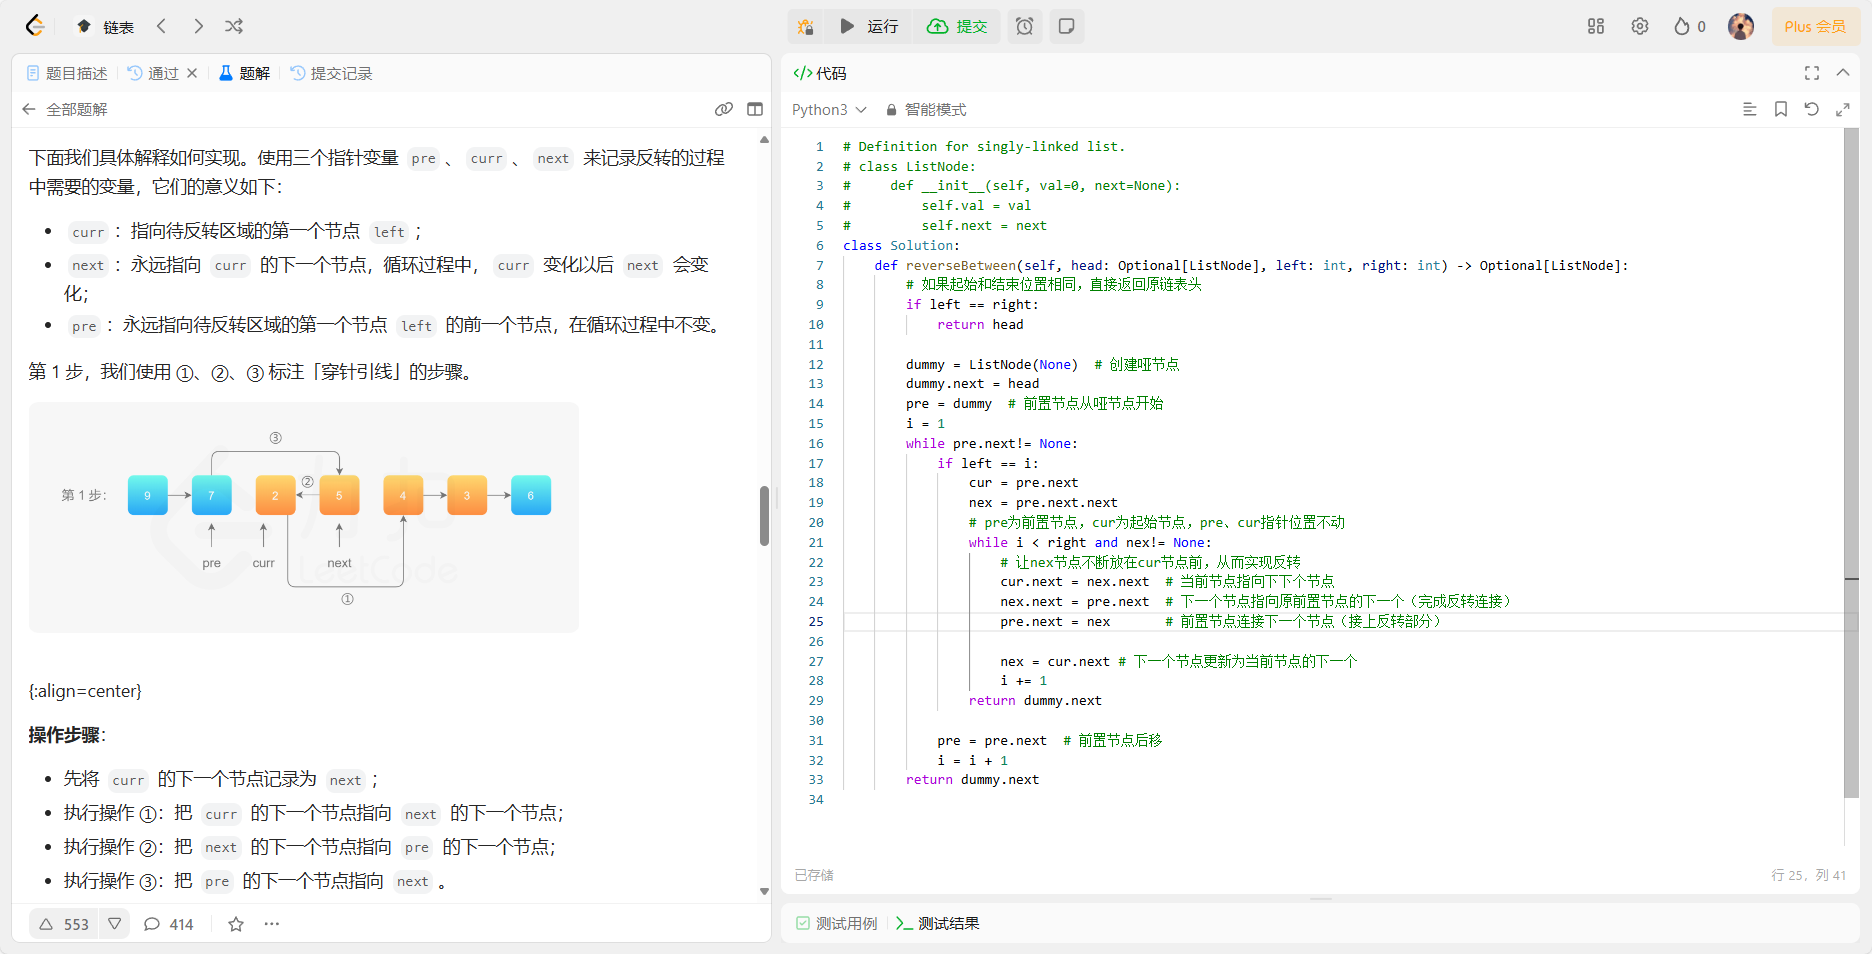 链表
运行
提交
0
Plus 会员
题目描述
通过
题解
提交记录
全部题解
下面我们具体解释如何实现。使用三个指针变量 pre 、 curr 、 next 来记录反转的过程
中需要的变量，它们的意义如下：
curr ：指向待反转区域的第一个节点 left ；
next ：永远指向 curr 的下一个节点，循环过程中， curr 变化以后 next 会变
化；
pre ：永远指向待反转区域的第一个节点 left 的前一个节点，在循环过程中不变。
第 1 步，我们使用 ①、②、③ 标注「穿针引线」的步骤。
③
②
第 1 步：
9
7
2
5
4
3
6
pre
curr
next
LeetCode
①
{:align=center}
操作步骤：
先将 curr 的下一个节点记录为 next ；
执行操作 ①：把 curr 的下一个节点指向 next 的下一个节点；
执行操作 ②：把 next 的下一个节点指向 pre 的下一个节点；
执行操作 ③：把 pre 的下一个节点指向 next 。
553
414
</>代码
Python3
智能模式
1 # Definition for singly-linked list.
2 # class ListNode:
3 #     def __init__(self, val=0, next=None):
4 #         self.val = val
5 #         self.next = next
6 class Solution:
7     def reverseBetween(self, head: Optional[ListNode], left: int, right: int) -> Optional[ListNode]:
8         # 如果起始和结束位置相同，直接返回原链表头
9         if left == right:
10             return head
11
12         dummy = ListNode(None)  # 创建哑节点
13         dummy.next = head
14         pre = dummy  # 前置节点从哑节点开始
15         i = 1
16         while pre.next!= None:
17             if left == i:
18                 cur = pre.next
19                 nex = pre.next.next
20                 # pre为前置节点，cur为起始节点，pre、cur指针位置不动
21                 while i < right and nex!= None:
22                     # 让nex节点不断放在cur节点前，从而实现反转
23                     cur.next = nex.next  # 当前节点指向下下个节点
24                     nex.next = pre.next  # 下一个节点指向原前置节点的下一个（完成反转连接）
25                     pre.next = nex       # 前置节点连接下一个节点（接上反转部分）
26
27                     nex = cur.next # 下一个节点更新为当前节点的下一个
28                     i += 1
29                 return dummy.next
30
31             pre = pre.next  # 前置节点后移
32             i = i + 1
33         return dummy.next
34
已存储
行 25，列 41
测试用例
测试结果